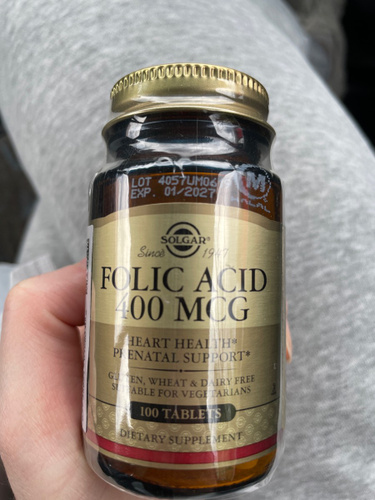 LOT 4057UM06
EXP. 01/2027
M
HALAL
SOLGAR®
Since 1947
FOLIC ACID
400 MCG
HEART HEALTH*
PRENATAL SUPPORT*
GLUTEN, WHEAT & DAIRY FREE
SUITABLE FOR VEGETARIANS
100 TABLETS
DIETARY SUPPLEMENT